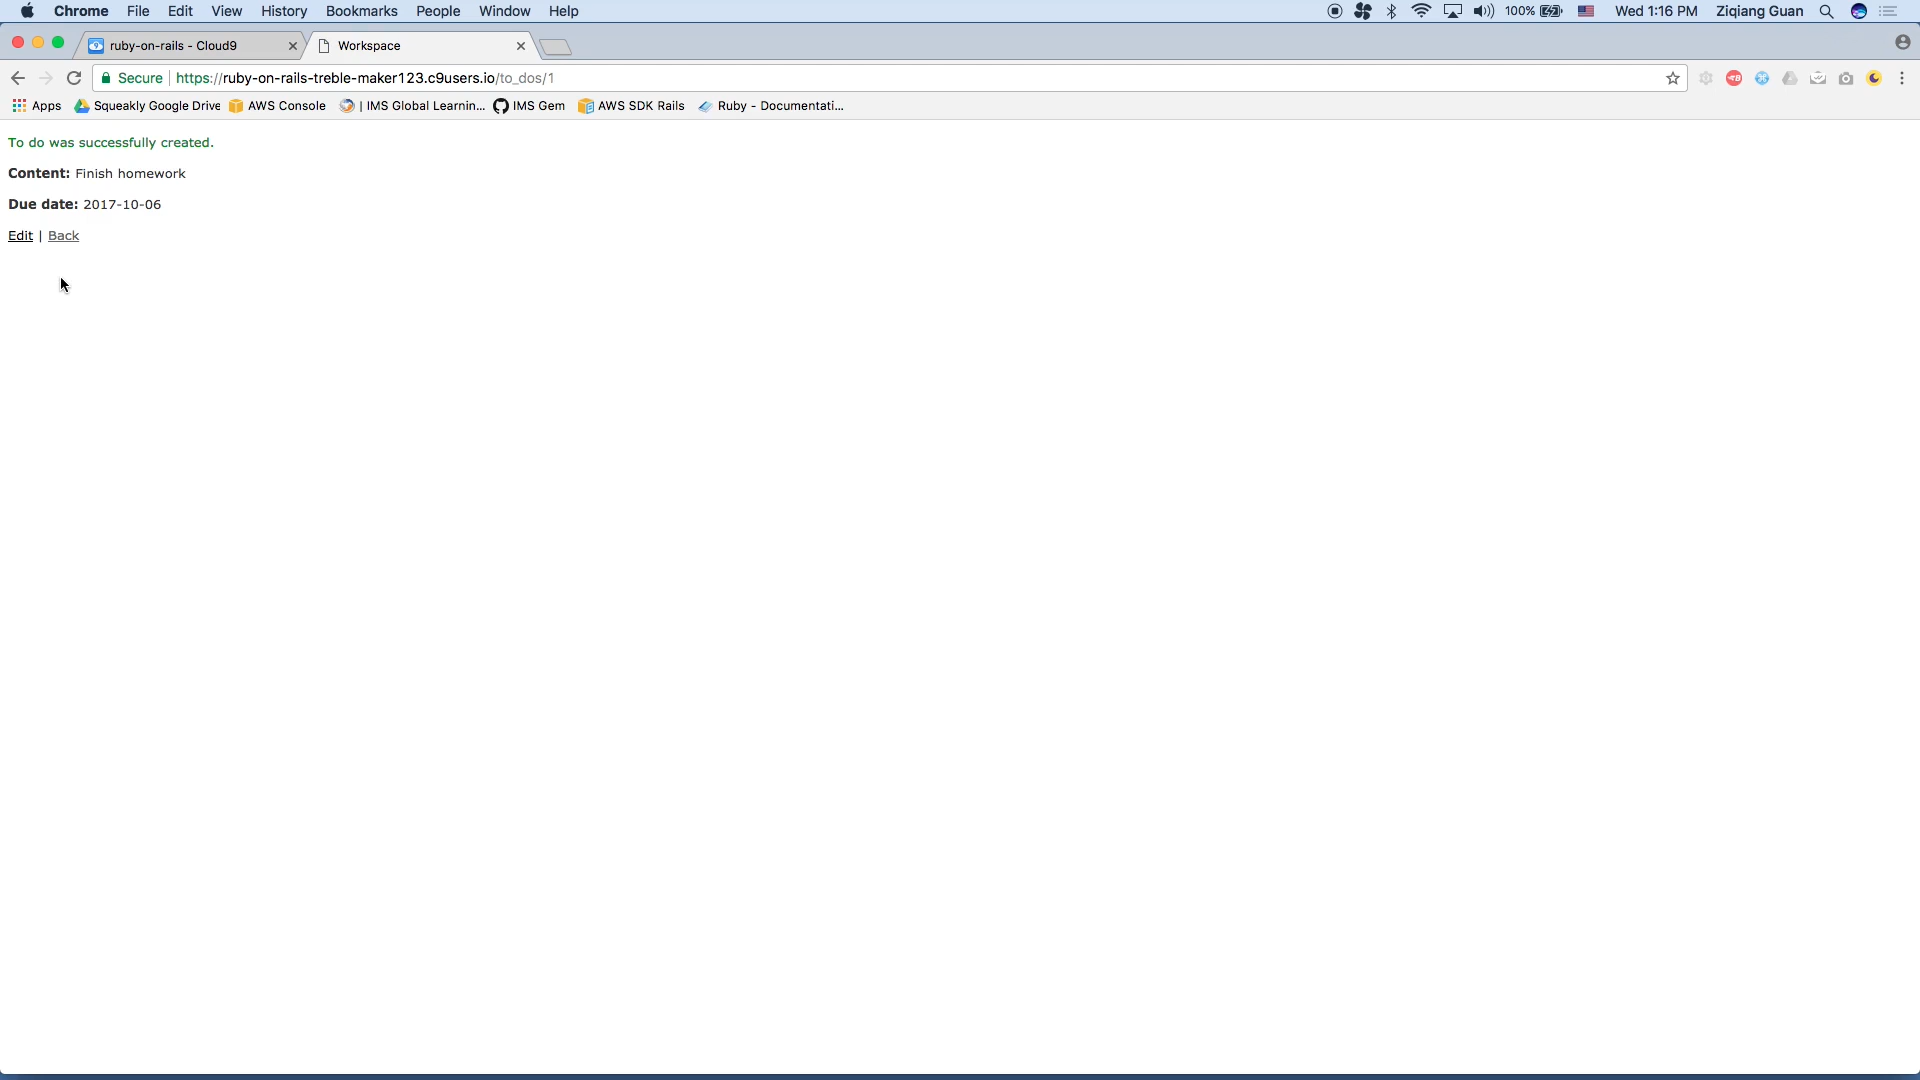 Chrome File Edit View History Bookmarks People Window Help 100% Wed 1:16 PM Ziqiang Guan
ruby-on-rails - Cloud9 Workspace
Secure https://ruby-on-rails-treble-maker123.c9users.io/to_dos/1
Apps Squeakly Google Drive AWS Console | IMS Global Learnin... IMS Gem AWS SDK Rails Ruby - Documentati...
To do was successfully created.
Content: Finish homework
Due date: 2017-10-06
Edit | Back